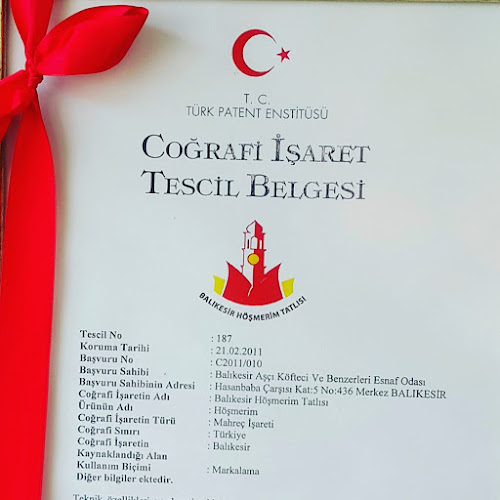 T. C.
TÜRK PATENT ENSTİTÜSÜ
COĞRAFİ İŞARET
TESCİL BELGESİ
BALIKESİR HÖŞMERİM TATLISI
Tescil No : 187
Koruma Tarihi : 21.02.2011
Başvuru No : C2011/010
Başvuru Sahibi : Balıkesir Aşçı Köfteci Ve Benzerleri Esnaf Odası
Başvuru Sahibinin Adresi : Hasanbaba Çarşısı Kat:5 No:436 Merkez BALIKESİR
Coğrafi İşaretin Adı : Balıkesir Höşmerim Tatlısı
Ürünün Adı : Höşmerim
Coğrafi İşaretin Türü : Mahreç İşareti
Coğrafi Sınırı : Türkiye
Coğrafi İşaretin : Balıkesir
Kaynaklandığı Alan
Kullanım Biçimi : Markalama
Diğer bilgiler ektedir.
Teknik özellikleri